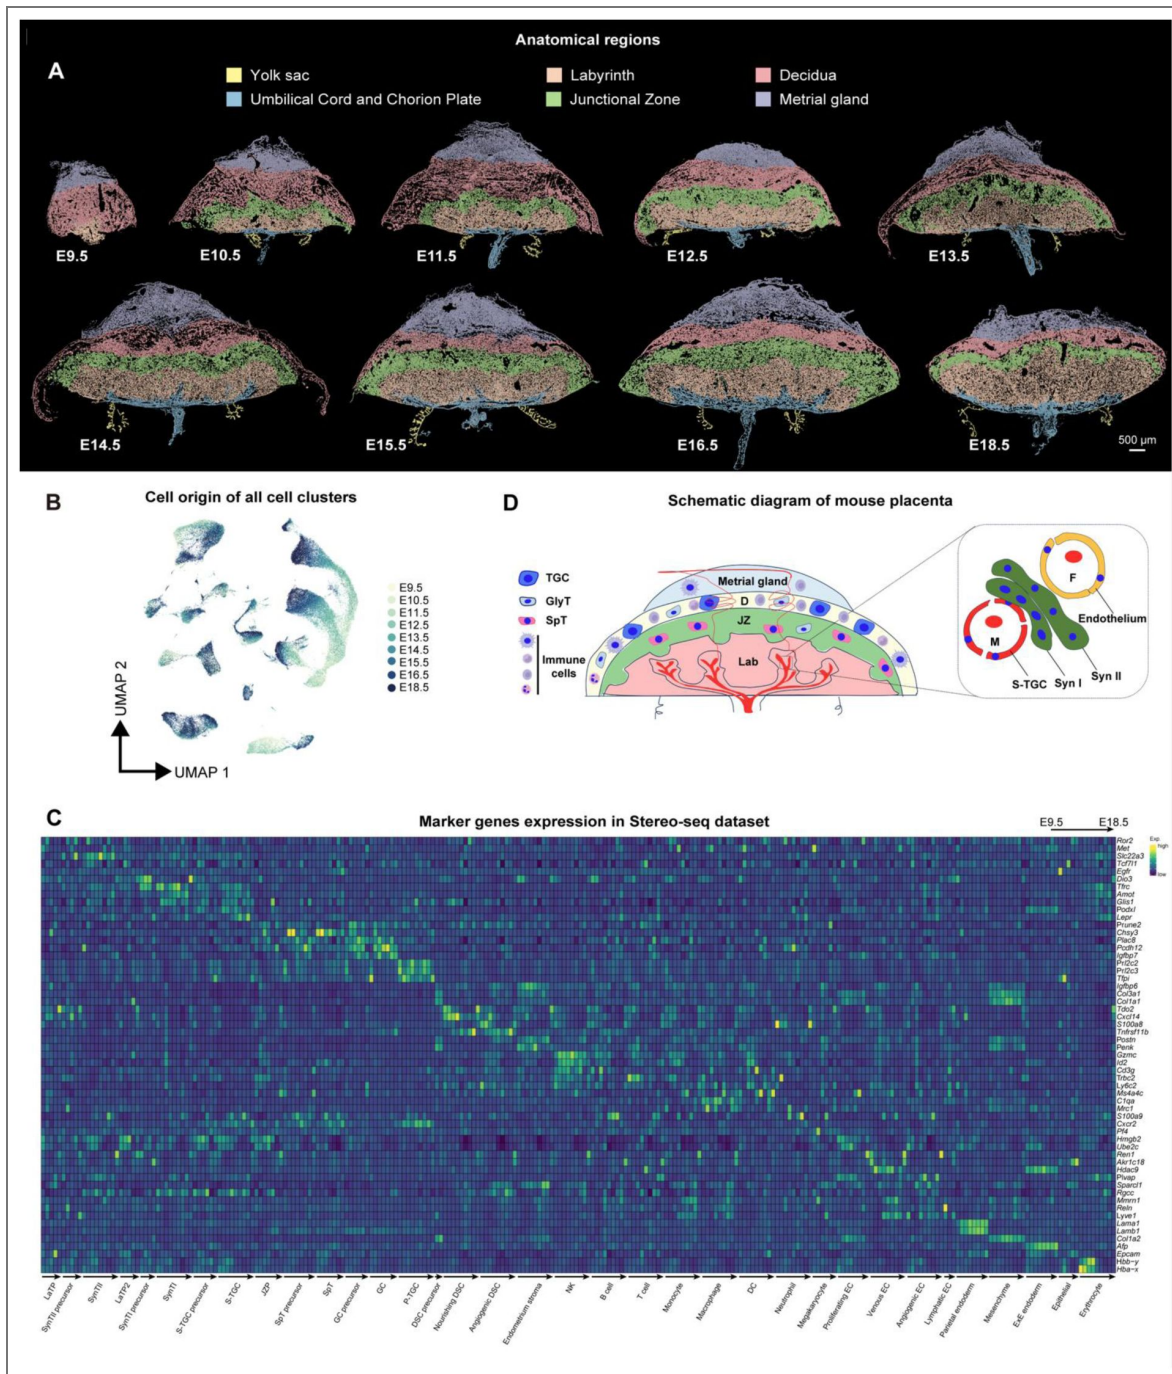 Anatomical regions
A
Yolk sac
Labyrinth
Decidua
Umbilical Cord and Chorion Plate
Junctional Zone
Metrial gland
E9.5
E10.5
E11.5
E12.5
E13.5
E14.5
E15.5
E16.5
E18.5
500 μm
B
Cell origin of all cell clusters
E9.5
E10.5
E11.5
E12.5
E13.5
E14.5
E15.5
E16.5
E18.5
UMAP 2
UMAP 1
D
Schematic diagram of mouse placenta
TGC
GlyT
SpT
Immune
cells
Metrial gland
D
JZ
Lab
F
Endothelium
M
Syn II
Syn I
S-TGC
C
Marker genes expression in Stereo-seq dataset
E9.5
E18.5
Exp.
high
low
Ror2
Met
Slc22a3
Tcf7l1
Egfr
Dio3
Tfrc
Amot
Glis1
Podxl
Lepr
Prune2
Chsy3
Plac8
Pcdh12
Igfbp7
Prl2c2
Prl2c3
Tfpi
Igfbp6
Col3a1
Col1a1
Tdo2
Cxcl14
S100a8
Tnfrsf11b
Postn
Penk
Gzmc
Id2
Cd3g
Trbc2
Ly6c2
Ms4a4c
C1qa
Mrc1
S100a9
Cxcr2
Pf4
Hmgb2
Ube2c
Ren1
Akr1c18
Hdac9
Plvap
Sparcl1
Rgcc
Mmrn1
Reln
Lyve1
Lama1
Lamb1
Col1a2
Afp
Epcam
Hbb-y
Hba-x
LaTP
SynTII precursor
SynTII
LaTP2
SynTI precursor
SynTI
S-TGC precursor
S-TGC
JZP
SpT precursor
SpT
GC precursor
GC
P-TGC
DSC precursor
Nourishing DSC
Angiogenic DSC
Endometrium stroma
NK
B cell
T cell
Monocyte
Macrophage
DC
Neutrophil
Megakaryocyte
Proliferating EC
Venous EC
Angiogenic EC
Lymphatic EC
Parietal endoderm
Mesenchyme
ExE endoderm
Epithelial
Erythrocyte